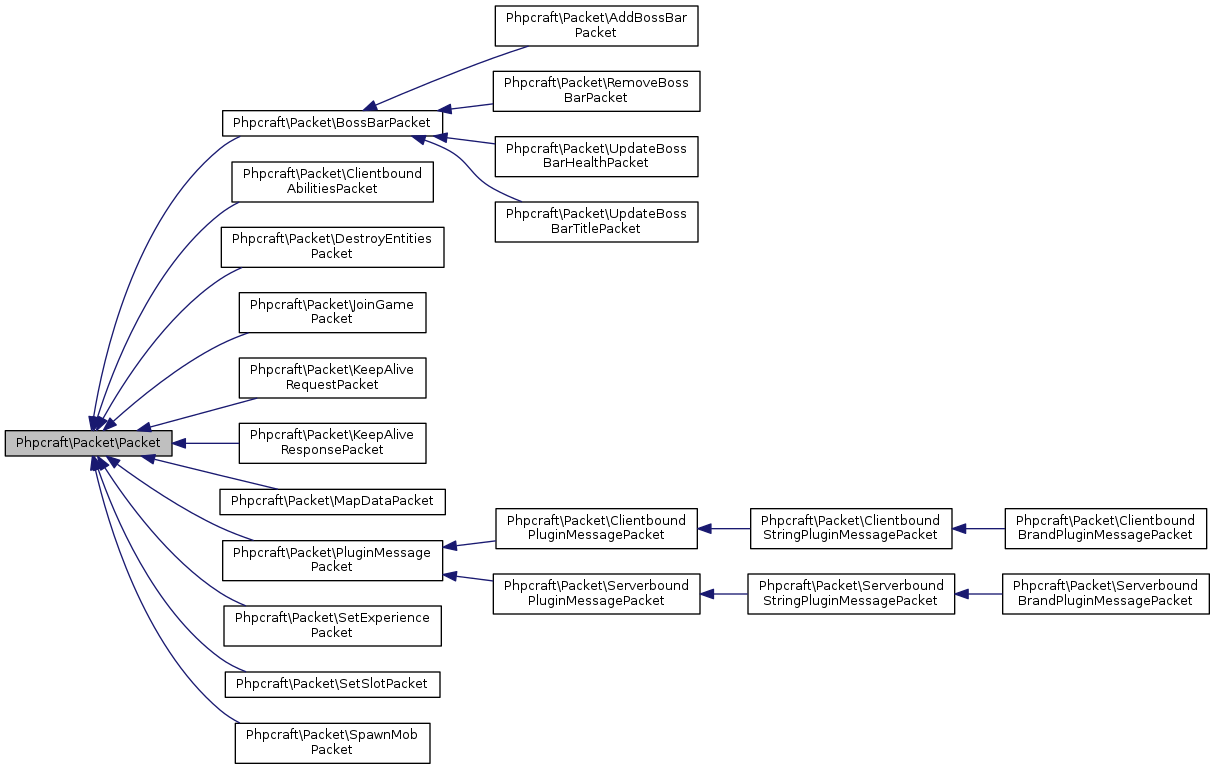 Phpcraft\Packet\AddBossBar
Packet
Phpcraft\Packet\RemoveBoss
BarPacket
Phpcraft\Packet\BossBarPacket
Phpcraft\Packet\UpdateBoss
BarHealthPacket
Phpcraft\Packet\Clientbound
AbilitiesPacket
Phpcraft\Packet\UpdateBoss
BarTitlePacket
Phpcraft\Packet\DestroyEntities
Packet
Phpcraft\Packet\JoinGame
Packet
Phpcraft\Packet\KeepAlive
RequestPacket
Phpcraft\Packet\Packet
Phpcraft\Packet\KeepAlive
ResponsePacket
Phpcraft\Packet\MapDataPacket
Phpcraft\Packet\PluginMessage
Packet
Phpcraft\Packet\Clientbound
PluginMessagePacket
Phpcraft\Packet\Clientbound
StringPluginMessagePacket
Phpcraft\Packet\Clientbound
BrandPluginMessagePacket
Phpcraft\Packet\Serverbound
PluginMessagePacket
Phpcraft\Packet\Serverbound
StringPluginMessagePacket
Phpcraft\Packet\Serverbound
BrandPluginMessagePacket
Phpcraft\Packet\SetExperience
Packet
Phpcraft\Packet\SetSlotPacket
Phpcraft\Packet\SpawnMob
Packet